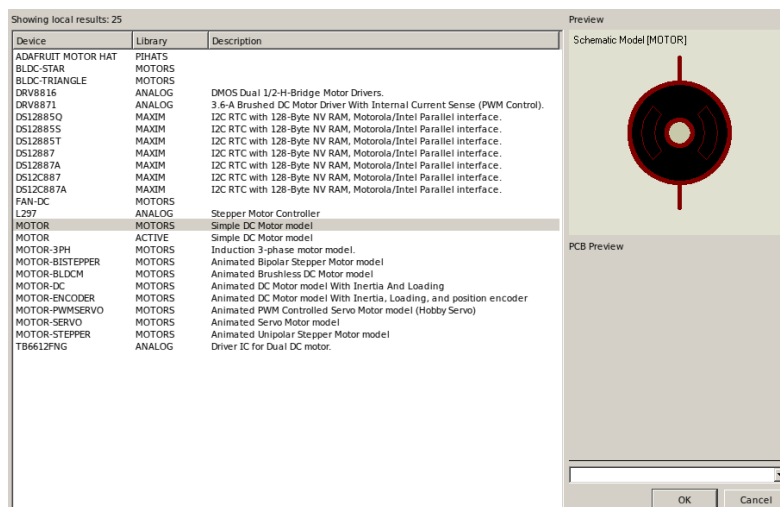 Showing local results: 25
Preview
Device Library Description
Schematic Model [MOTOR]
ADAFRUIT MOTOR HAT PIHATS
BLDC-STAR MOTORS
BLDC-TRIANGLE MOTORS
DRV8816 ANALOG DMOS Dual 1/2-H-Bridge Motor Drivers.
DRV8871 ANALOG 3.6-A Brushed DC Motor Driver With Internal Current Sense (PWM Control).
DS12885Q MAXIM I2C RTC with 128-Byte NV RAM, Motorola/Intel Parallel interface.
DS12885S MAXIM I2C RTC with 128-Byte NV RAM, Motorola/Intel Parallel interface.
DS12885T MAXIM I2C RTC with 128-Byte NV RAM, Motorola/Intel Parallel interface.
DS12887 MAXIM I2C RTC with 128-Byte NV RAM, Motorola/Intel Parallel interface.
DS12887A MAXIM I2C RTC with 128-Byte NV RAM, Motorola/Intel Parallel interface.
DS12C887 MAXIM I2C RTC with 128-Byte NV RAM, Motorola/Intel Parallel interface.
DS12C887A MAXIM I2C RTC with 128-Byte NV RAM, Motorola/Intel Parallel interface.
FAN-DC MOTORS
L297 ANALOG Stepper Motor Controller
MOTOR MOTORS Simple DC Motor model
MOTOR ACTIVE Simple DC Motor model
MOTOR-3PH MOTORS Induction 3-phase motor model.
PCB Preview
MOTOR-BISTEPPER MOTORS Animated Bipolar Stepper Motor model
MOTOR-BLDCM MOTORS Animated Brushless DC Motor model
MOTOR-DC MOTORS Animated DC Motor model With Inertia And Loading
MOTOR-ENCODER MOTORS Animated DC Motor model With Inertia, Loading, and position encoder
MOTOR-PWMSERVO MOTORS Animated PWM Controlled Servo Motor model (Hobby Servo)
MOTOR-SERVO MOTORS Animated Servo Motor model
MOTOR-STEPPER MOTORS Animated Unipolar Stepper Motor model
TB6612FNG ANALOG Driver IC for Dual DC motor.
OK Cancel